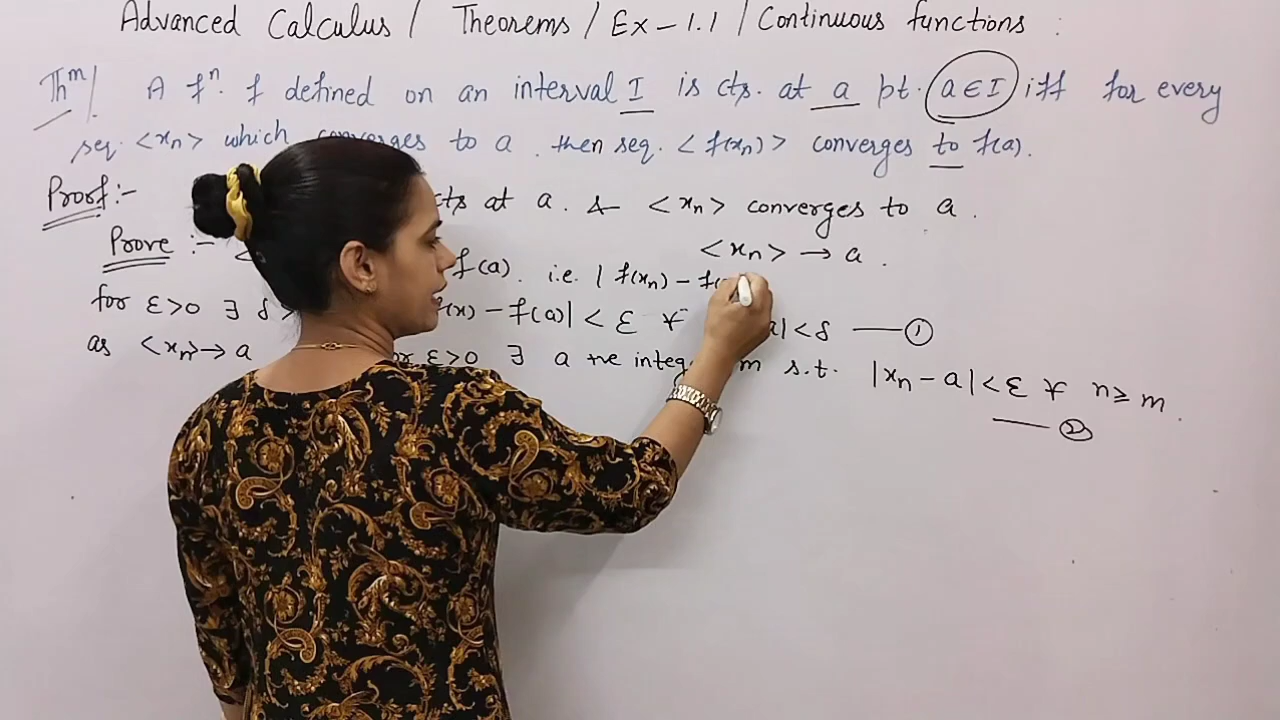 Advanced Calculus / Theorems / Ex-1.1 / Continuous functions
Thᵐ/ A fⁿ. f defined on an interval I is cts. at a pt. a∈I iff for every
seq. <xₙ> which converges to a. then seq. <f(xₙ)> converges to f(a).
Proof:- cts at a. & <xₙ> converges to a.
<xₙ> → a.
Prove :- < f(a). i.e. | f(xₙ) - f(
for ε>0 ∃ δ> (x) - f(a)| < ε ∀ a| < δ —— ①
as <xₙ> → a ε>0 ∃ a +ve m s.t. |xₙ - a| < ε ∀ n ≥ m.
—— ②